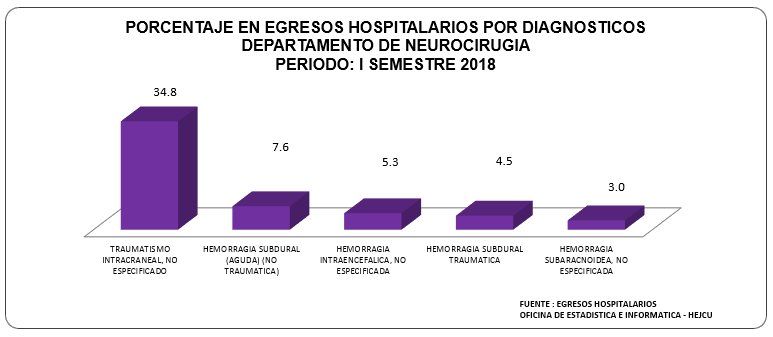 PORCENTAJE EN EGRESOS HOSPITALARIOS POR DIAGNOSTICOS
DEPARTAMENTO DE NEUROCIRUGIA
PERIODO: I SEMESTRE 2018
34.8
7.6
5.3
4.5
3.0
TRAUMATISMO
INTRACRANEAL, NO
ESPECIFICADO
HEMORRAGIA SUBDURAL
(AGUDA) (NO
TRAUMATICA)
HEMORRAGIA
INTRAENCEFALICA, NO
ESPECIFICADA
HEMORRAGIA SUBDURAL
TRAUMATICA
HEMORRAGIA
SUBARACNOIDEA, NO
ESPECIFICADA
FUENTE : EGRESOS HOSPITALARIOS
OFICINA DE ESTADISTICA E INFORMATICA - HEJCU